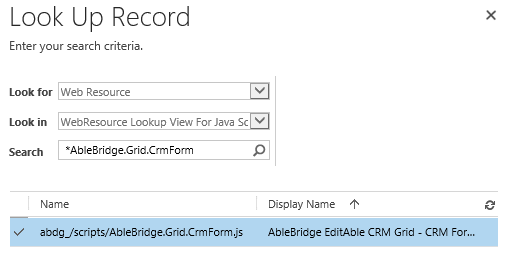 Look Up Record
Enter your search criteria.
Look for Web Resource
Look in WebResource Lookup View For Java Sc
Search *AbleBridge.Grid.CrmForm
Name Display Name
abdg_/scripts/AbleBridge.Grid.CrmForm.js AbleBridge EditAble CRM Grid - CRM For...